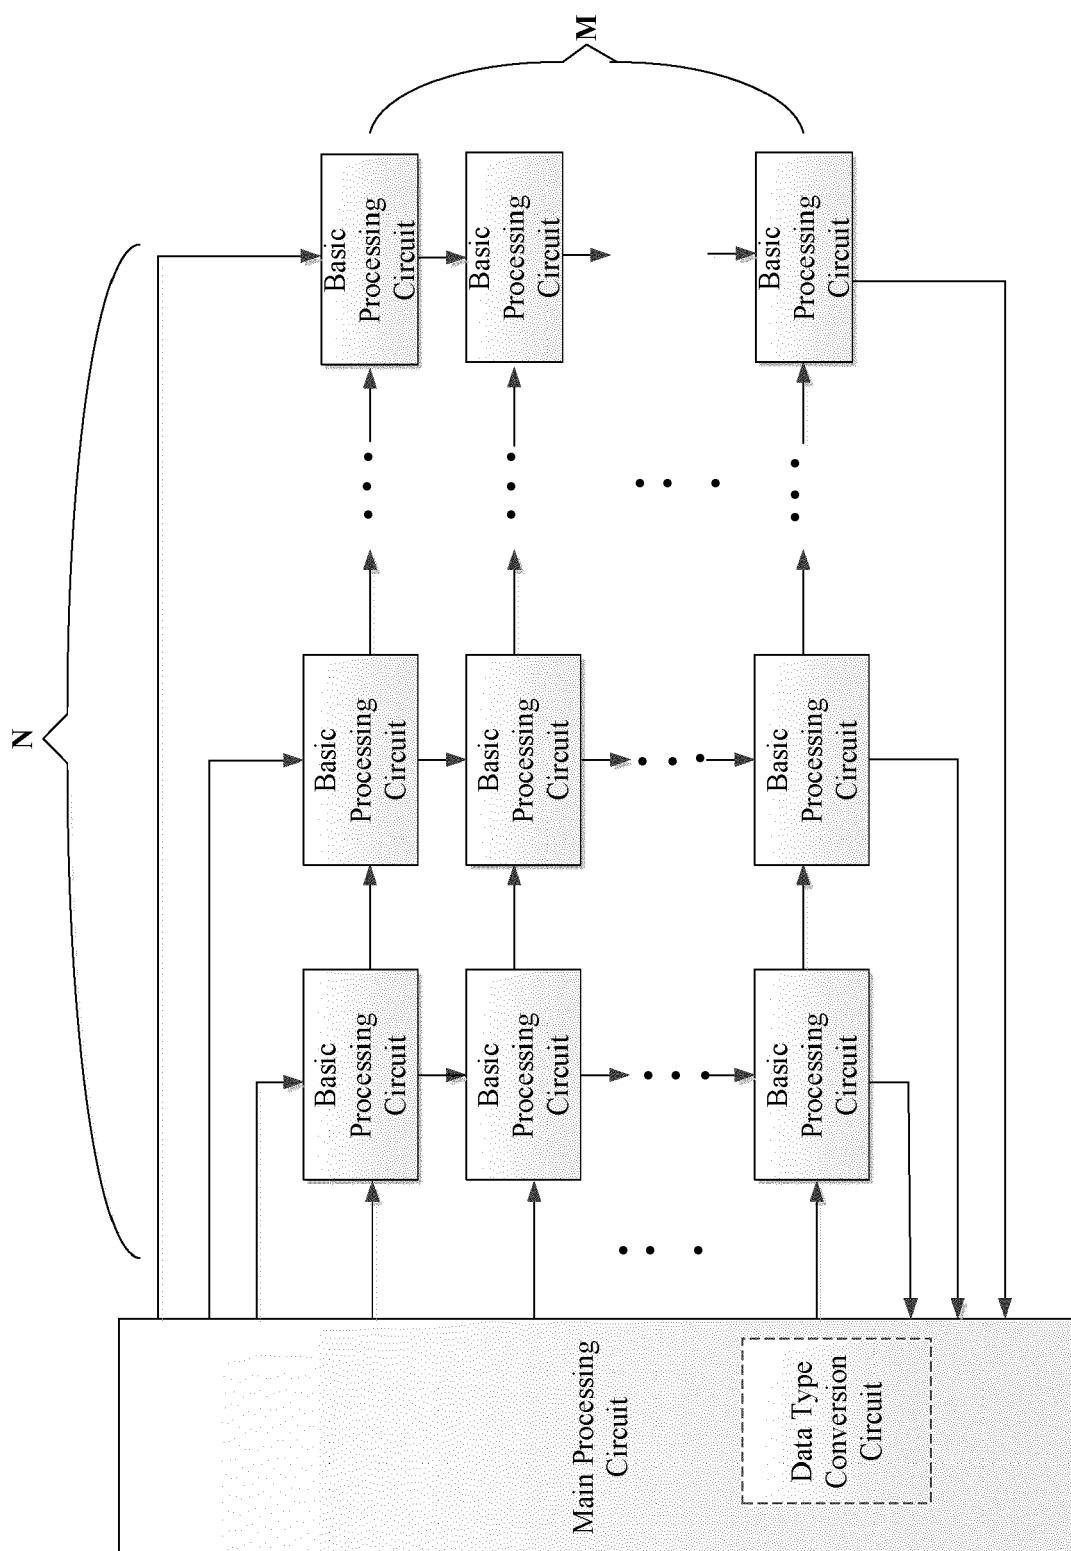 Main Processing
Circuit
Data Type
Conversion
Circuit
Basic
Processing
Circuit
Basic
Processing
Circuit
Basic
Processing
Circuit
Basic
Processing
Circuit
Basic
Processing
Circuit
Basic
Processing
Circuit
Basic
Processing
Circuit
Basic
Processing
Circuit
Basic
Processing
Circuit
N
M